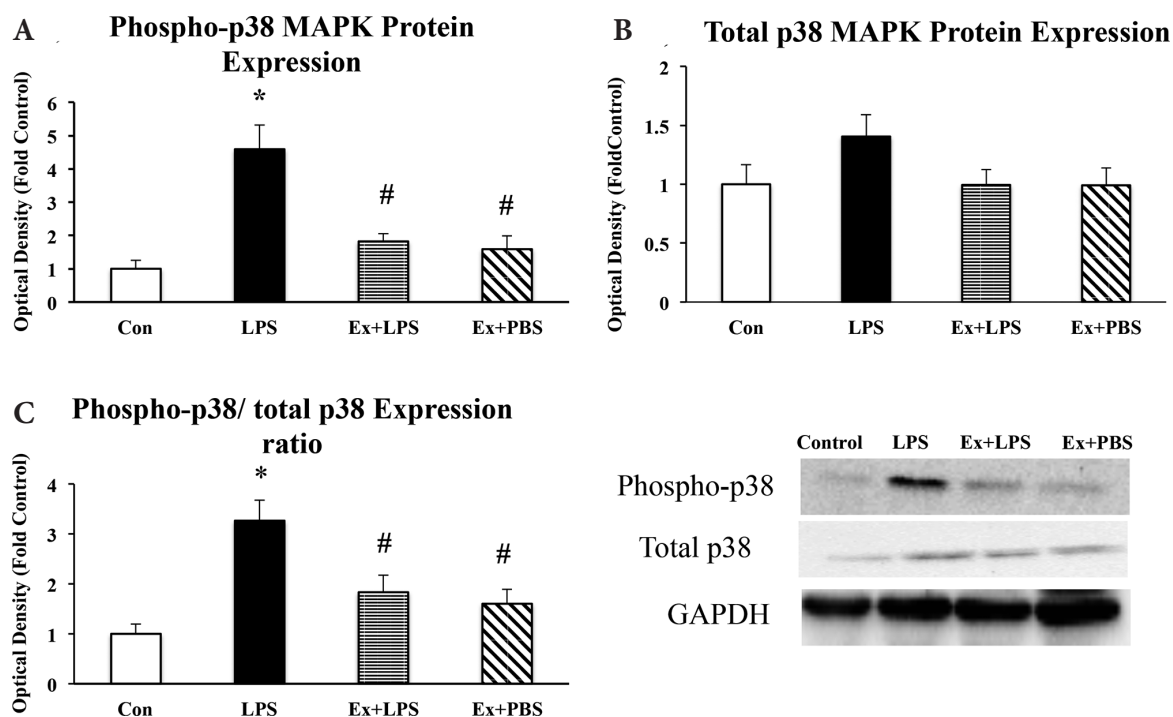 A
Phospho-p38 MAPK Protein
Expression
Optical Density (Fold Control)
6
5
4
3
2
1
0
*
#
#
Con LPS Ex+LPS Ex+PBS
B
Total p38 MAPK Protein Expression
Optical Density (FoldControl)
2
1.5
1
0.5
0
Con LPS Ex+LPS Ex+PBS
C
Phospho-p38/ total p38 Expression
ratio
Optical Density (Fold Control)
4
3
2
1
0
*
#
#
Con LPS Ex+LPS Ex+PBS
Control LPS Ex+LPS Ex+PBS
Phospho-p38
Total p38
GAPDH